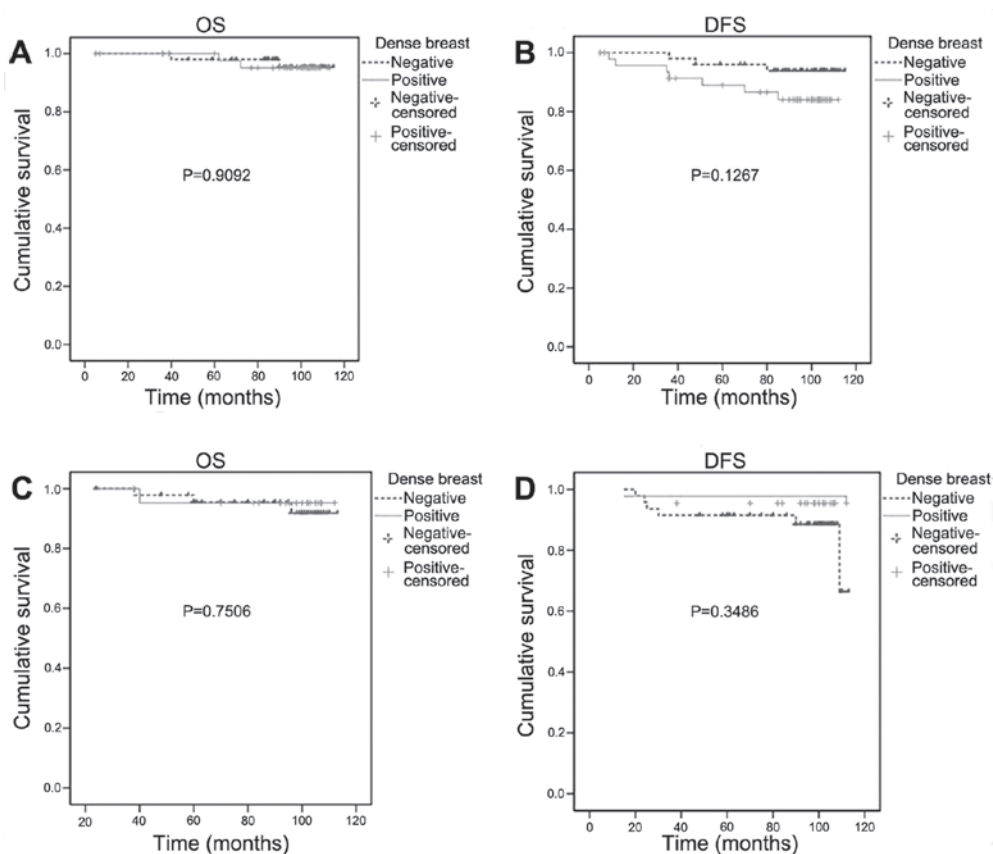 A
OS
Cumulative survival
1.0
0.8
0.6
0.4
0.2
0.0
P=0.9092
0 20 40 60 80 100 120
Time (months)
Dense breast
Negative
Positive
Negative-
censored
Positive-
censored
B
DFS
Cumulative survival
1.0
0.8
0.6
0.4
0.2
0.0
P=0.1267
0 20 40 60 80 100 120
Time (months)
Dense breast
Negative
Positive
Negative-
censored
Positive-
censored
C
OS
Cumulative survival
1.0
0.8
0.6
0.4
0.2
0.0
P=0.7506
20 40 60 80 100 120
Time (months)
Dense breast
Negative
Positive
Negative-
censored
Positive-
censored
D
DFS
Cumulative survival
1.0
0.8
0.6
0.4
0.2
0.0
P=0.3486
0 20 40 60 80 100 120
Time (months)
Dense breast
Negative
Positive
Negative-
censored
Positive-
censored